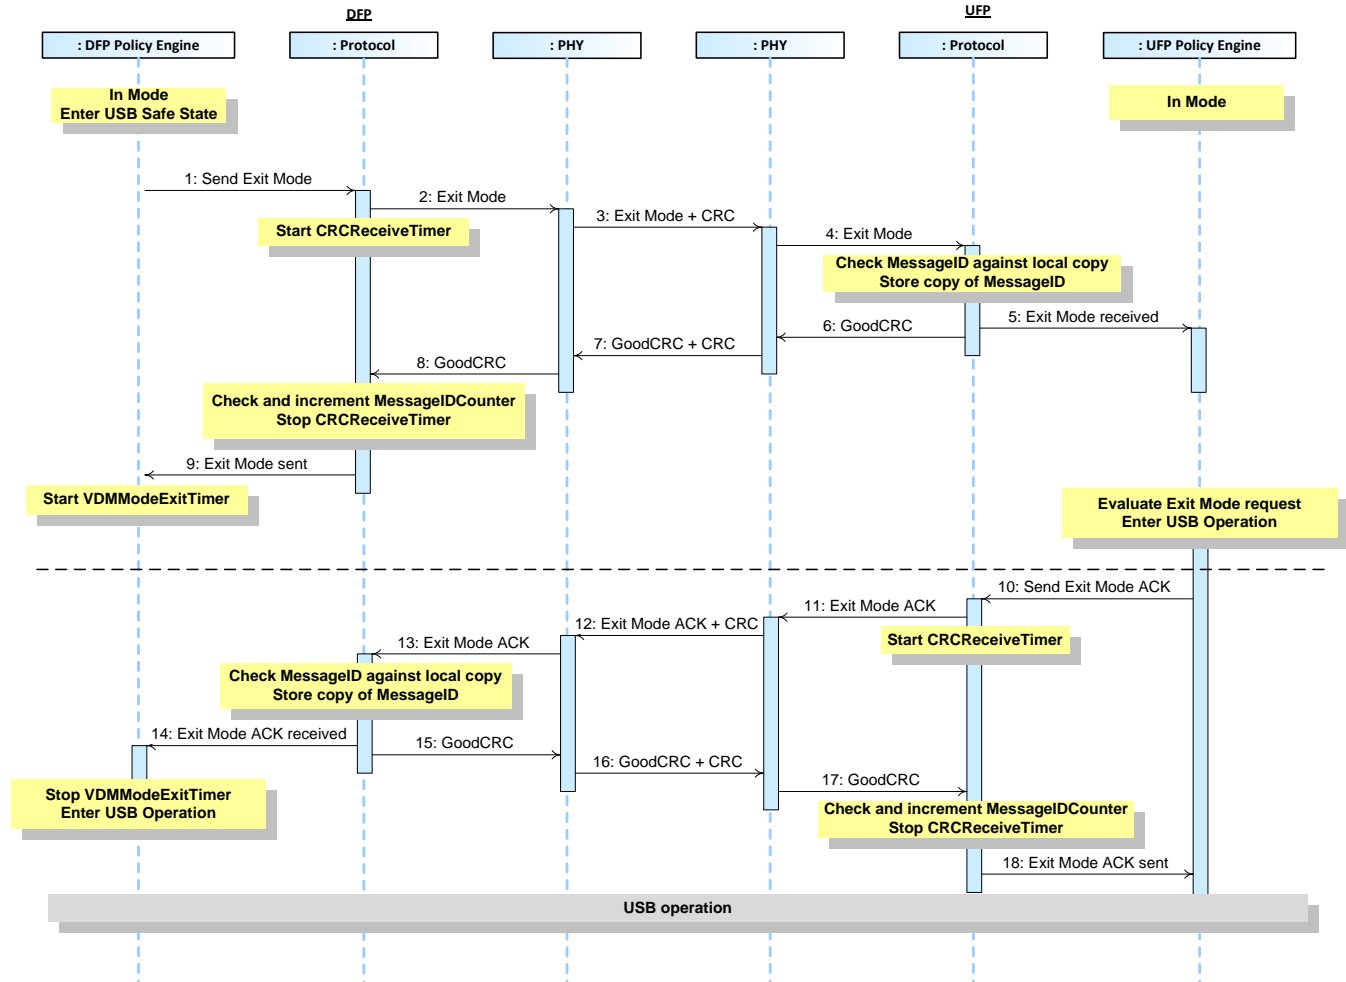 DFP
UFP
: DFP Policy Engine
: Protocol
: PHY
: PHY
: Protocol
: UFP Policy Engine
In Mode
Enter USB Safe State
In Mode
1: Send Exit Mode
2: Exit Mode
Start CRCReceiveTimer
3: Exit Mode + CRC
4: Exit Mode
Check MessageID against local copy
Store copy of MessageID
5: Exit Mode received
6: GoodCRC
7: GoodCRC + CRC
8: GoodCRC
Check and increment MessageIDCounter
Stop CRCReceiveTimer
9: Exit Mode sent
Start VDMModeExitTimer
Evaluate Exit Mode request
Enter USB Operation
10: Send Exit Mode ACK
11: Exit Mode ACK
Start CRCReceiveTimer
12: Exit Mode ACK + CRC
13: Exit Mode ACK
Check MessageID against local copy
Store copy of MessageID
14: Exit Mode ACK received
15: GoodCRC
16: GoodCRC + CRC
17: GoodCRC
Stop VDMModeExitTimer
Enter USB Operation
Check and increment MessageIDCounter
Stop CRCReceiveTimer
18: Exit Mode ACK sent
USB operation